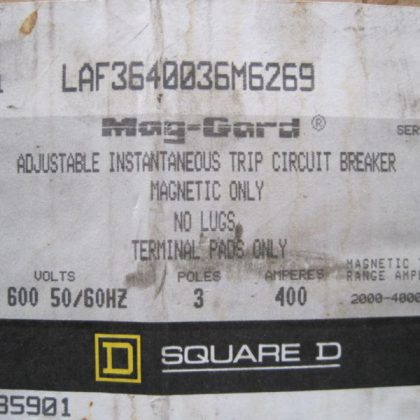 LAF3640036M6269
Mag-Gard®
SER
ADJUSTABLE INSTANTANEOUS TRIP CIRCUIT BREAKER
MAGNETIC ONLY
NO LUGS
TERMINAL PADS ONLY
VOLTS POLES AMPERES MAGNETIC T
RANGE AMP
600 50/60HZ 3 400 2000-4000
D SQUARE D
35901